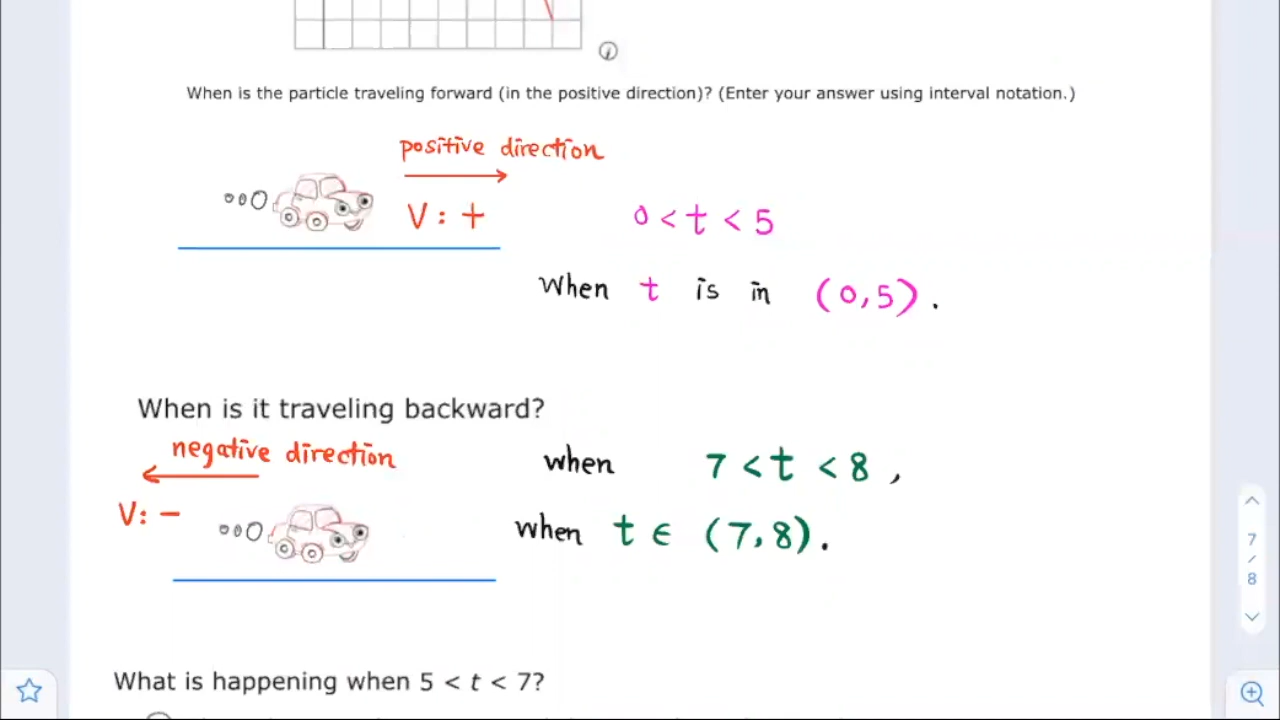 When is the particle traveling forward (in the positive direction)? (Enter your answer using interval notation.)
positive direction
V : +
0 < t < 5
When t is in (0,5).
When is it traveling backward?
negative direction
V: -
when 7 < t < 8 ,
when t ∈ (7,8).
7
/
8
What is happening when 5 < t < 7?